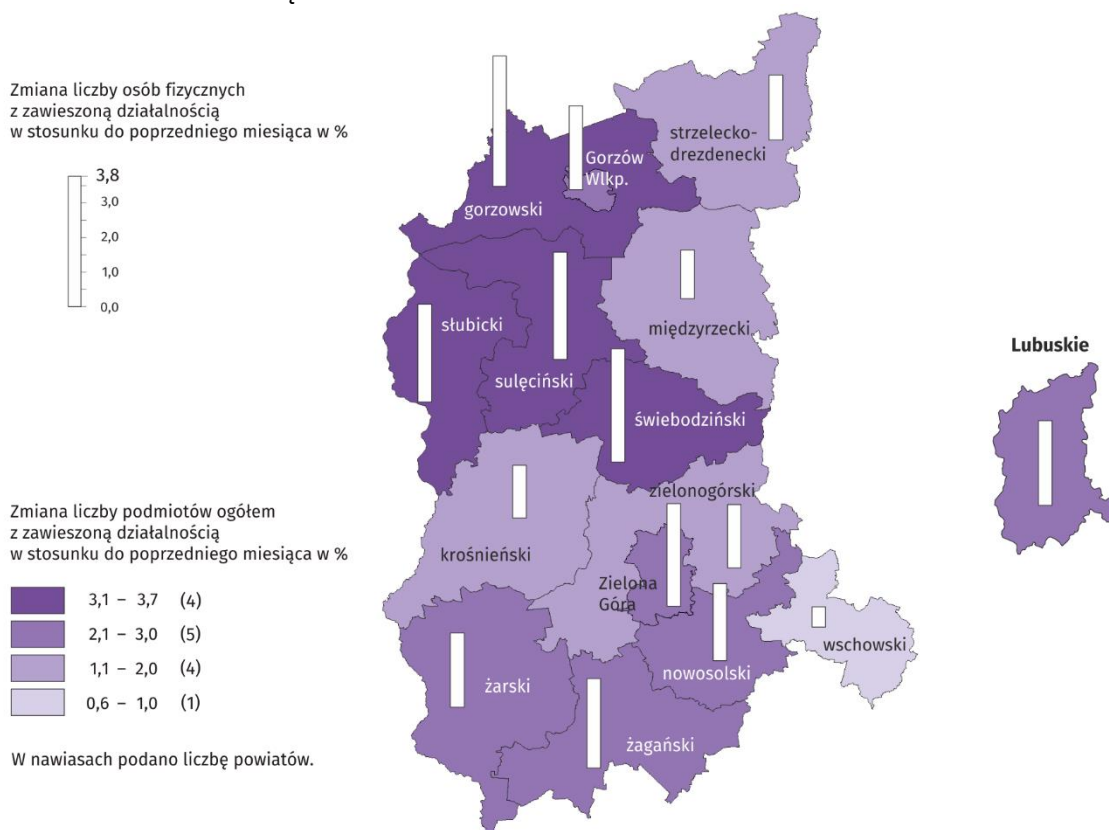 Zmiana liczby osób fizycznych
z zawieszoną działalnością
w stosunku do poprzedniego miesiąca w %
3,8
3,0
2,0
1,0
0,0
strzelecko-
drezdenecki
Gorzów
Wlkp.
gorzowski
słubicki
międzyrzecki
sulęciński
świebodziński
Lubuskie
zielonogórski
krośnieński
Zielona
Góra
wschowski
nowosolski
żarski
żagański
Zmiana liczby podmiotów ogółem
z zawieszoną działalnością
w stosunku do poprzedniego miesiąca w %
3,1 – 3,7 (4)
2,1 – 3,0 (5)
1,1 – 2,0 (4)
0,6 – 1,0 (1)
W nawiasach podano liczbę powiatów.